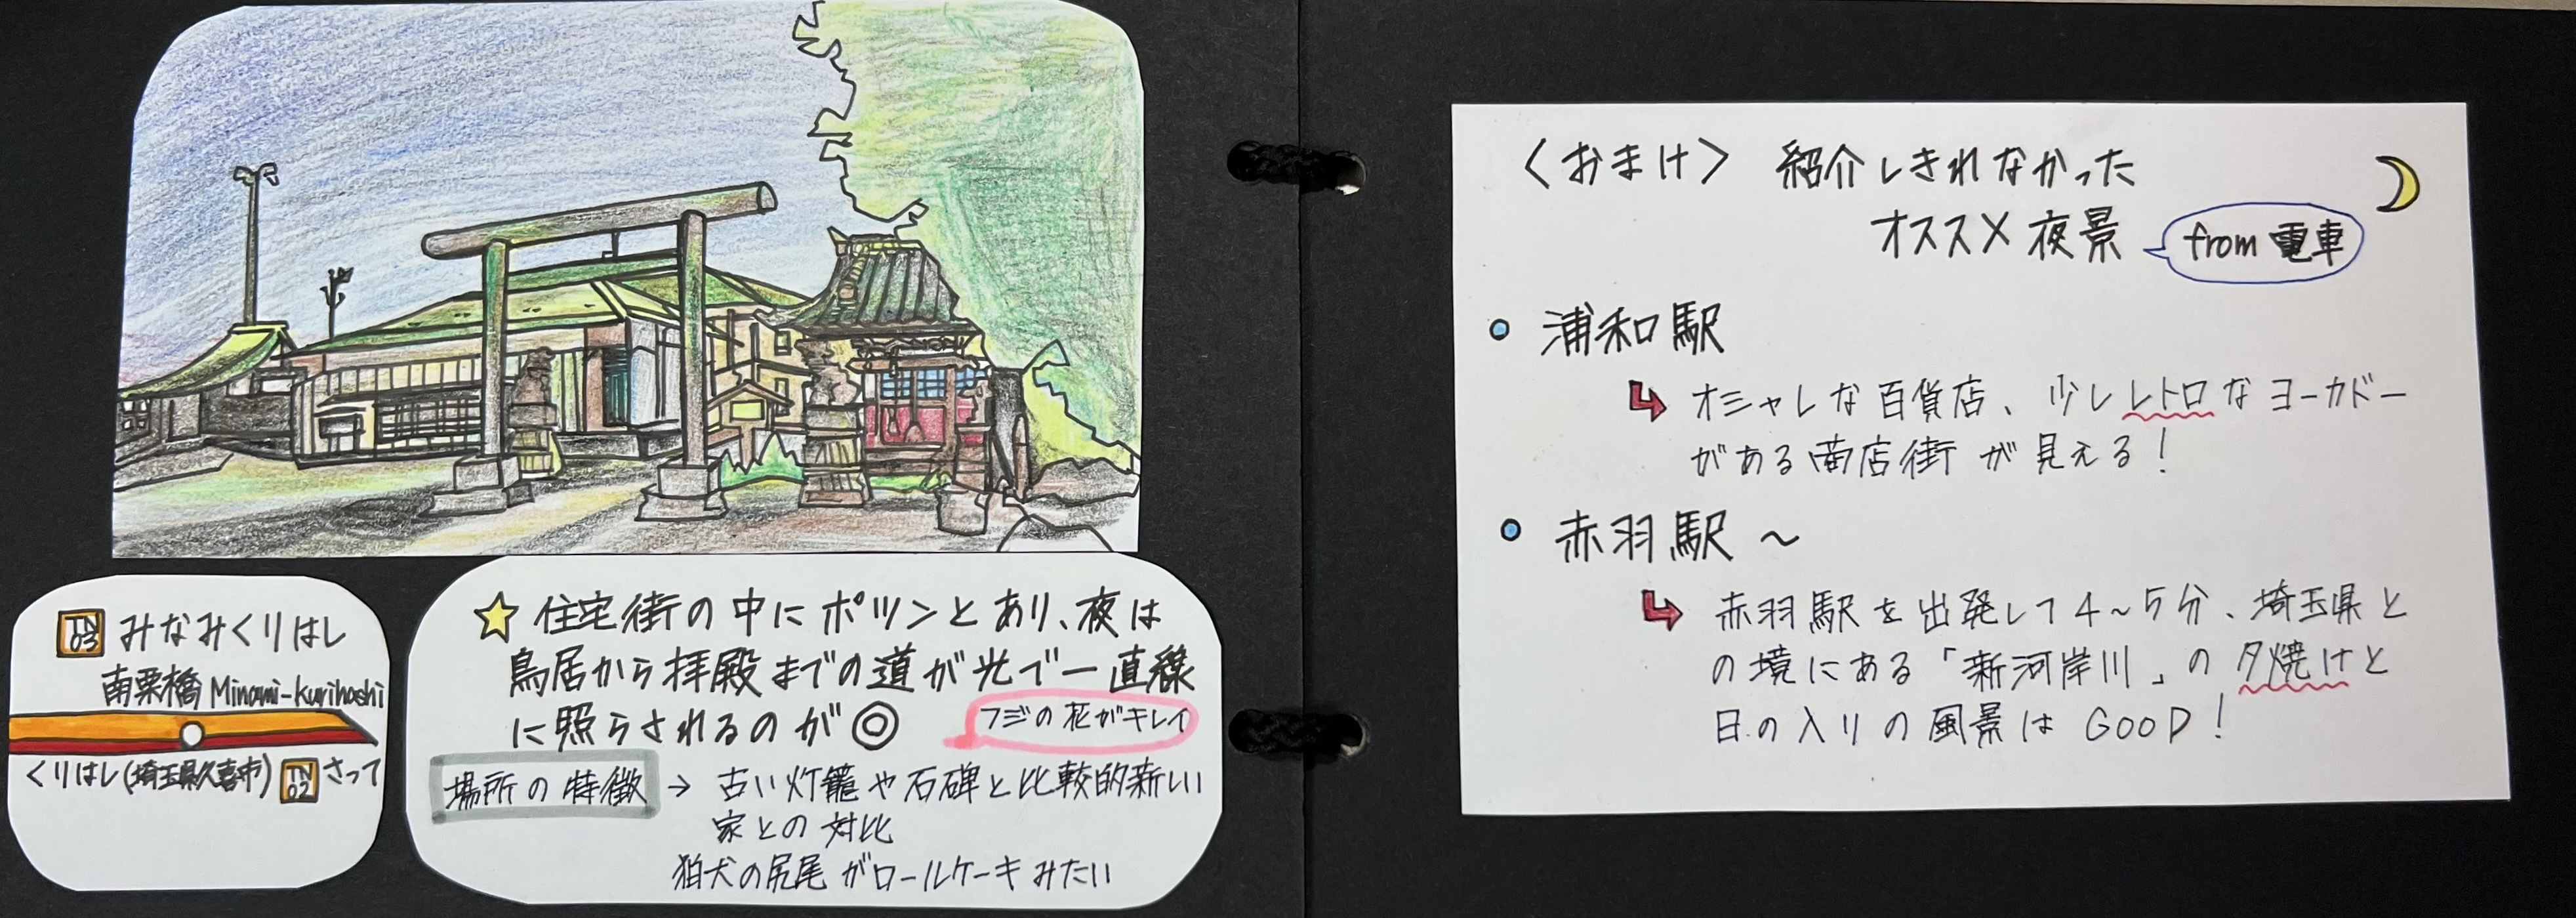 TN
03
みなみくりはし
南栗橋 Minami-kurihashi
くりはし(埼玉県久喜市)
TN
02
さって
住宅街の中にポツンとあり、夜は
鳥居から拝殿までの道が光で一直線
に照らされるのが◎
フジの花がキレイ
場所の特徴 → 古い灯籠や石碑と比較的新しい
家との対比
狛犬の尻尾がロールケーキみたい
<おまけ> 紹介しきれなかった
オススメ夜景
from 電車
浦和駅
オシャレな百貨店、少しレトロなヨーカドー
がある商店街が見える!
赤羽駅 ~
赤羽駅を出発して4~5分、埼玉県と
の境にある「新河岸川」の夕焼けと
日の入りの風景はGOOD!